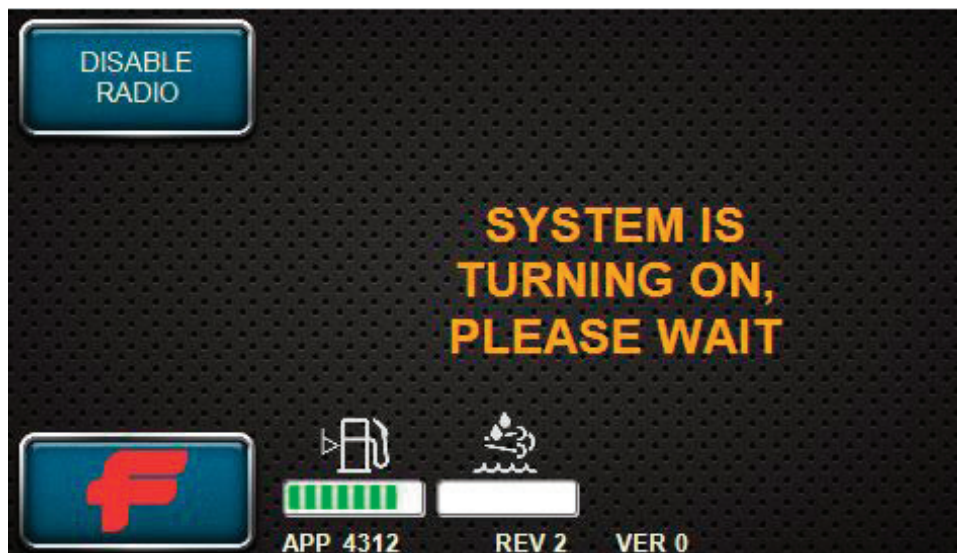 DISABLE
RADIO
SYSTEM IS
TURNING ON,
PLEASE WAIT
APP 4312 REV 2 VER 0